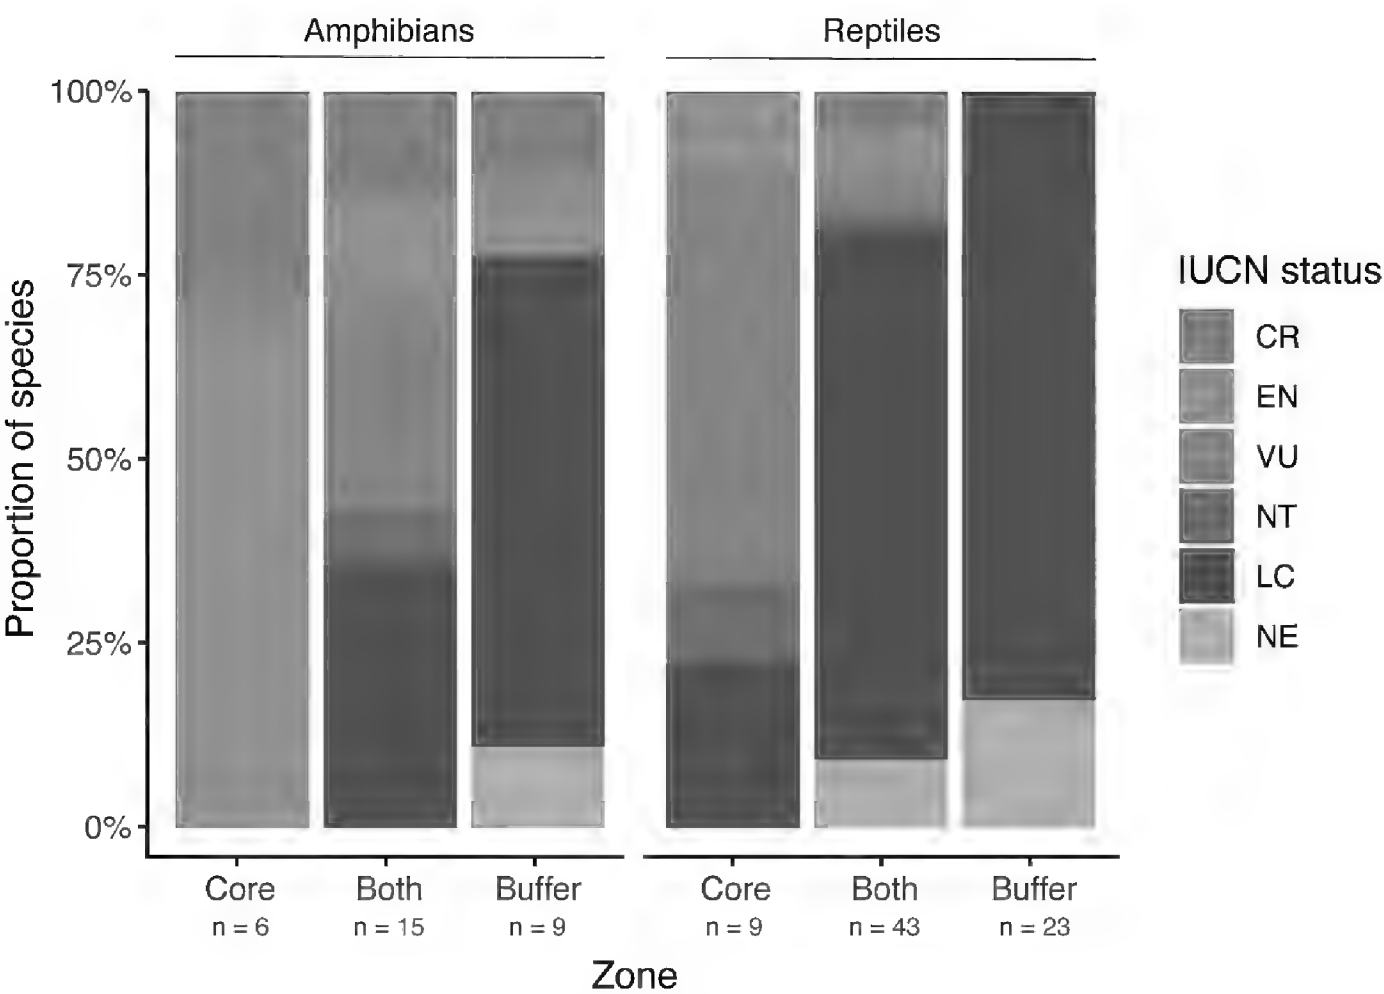 Amphibians
Reptiles
100%
75%
50%
25%
0%
Proportion of species
Core
Both
Buffer
Core
Both
Buffer
n = 6
n = 15
n = 9
n = 9
n = 43
n = 23
Zone
IUCN status
CR
EN
VU
NT
LC
NE